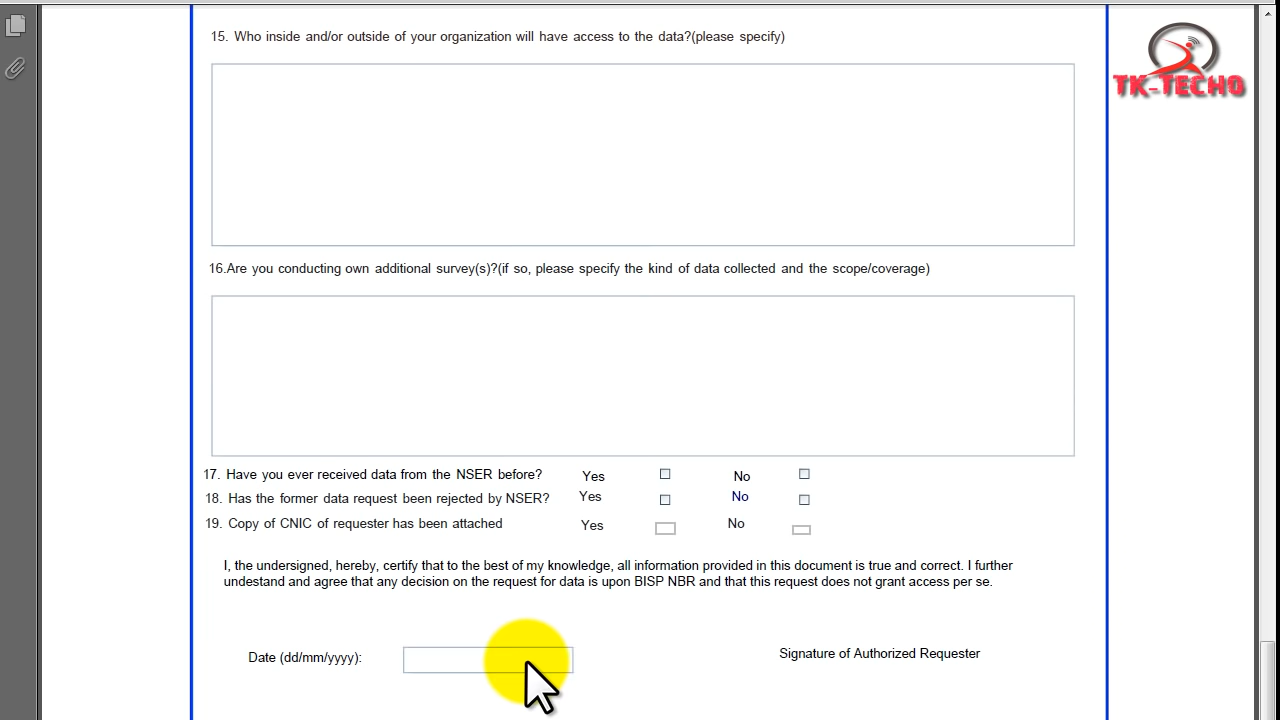 15. Who inside and/or outside of your organization will have access to the data?(please specify)
TK-TECHO
16.Are you conducting own additional survey(s)?(if so, please specify the kind of data collected and the scope/coverage)
17. Have you ever received data from the NSER before? Yes No
18. Has the former data request been rejected by NSER? Yes No
19. Copy of CNIC of requester has been attached Yes No
I, the undersigned, hereby, certify that to the best of my knowledge, all information provided in this document is true and correct. I further
undestand and agree that any decision on the request for data is upon BISP NBR and that this request does not grant access per se.
Date (dd/mm/yyyy): Signature of Authorized Requester